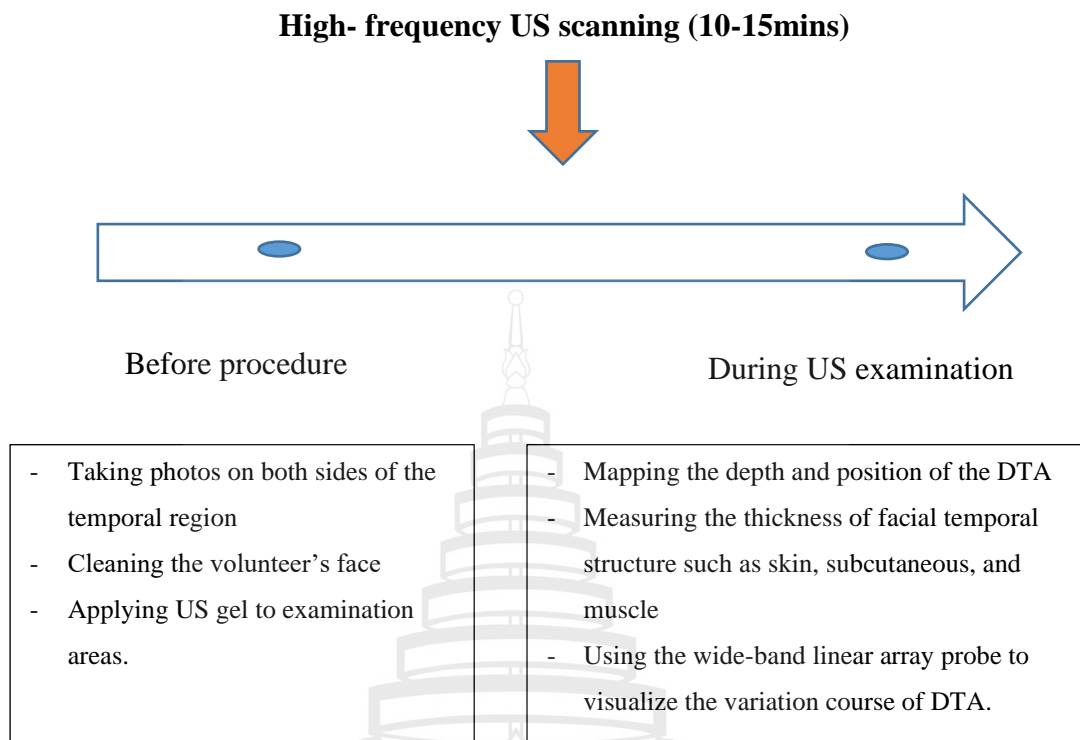 High- frequency US scanning (10-15mins)
Before procedure
During US examination
- Taking photos on both sides of the
temporal region
- Cleaning the volunteer’s face
- Applying US gel to examination
areas.
- Mapping the depth and position of the DTA
- Measuring the thickness of facial temporal
structure such as skin, subcutaneous, and
muscle
- Using the wide-band linear array probe to
visualize the variation course of DTA.